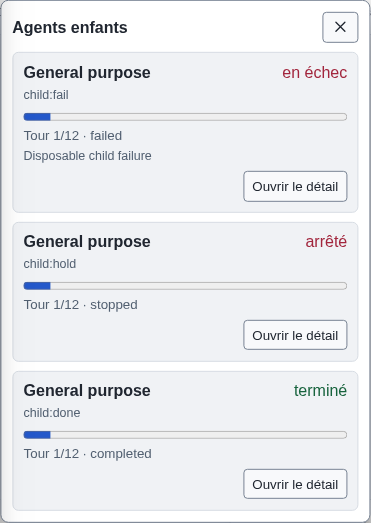 Agents enfants
General purpose en échec
child:fail
Tour 1/12 · failed
Disposable child failure
Ouvrir le détail
General purpose arrêté
child:hold
Tour 1/12 · stopped
Ouvrir le détail
General purpose terminé
child:done
Tour 1/12 · completed
Ouvrir le détail